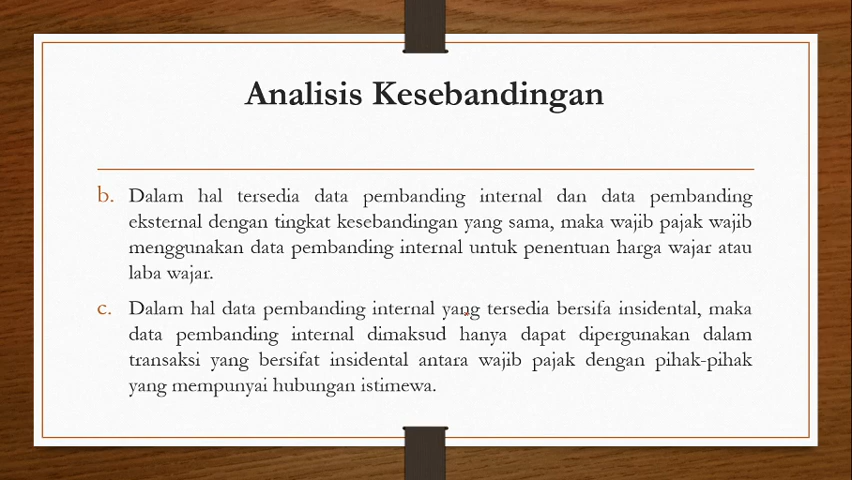 Analisis Kesebandingan
b. Dalam hal tersedia data pembanding internal dan data pembanding
eksternal dengan tingkat kesebandingan yang sama, maka wajib pajak wajib
menggunakan data pembanding internal untuk penentuan harga wajar atau
laba wajar.
c. Dalam hal data pembanding internal yang tersedia bersifa insidental, maka
data pembanding internal dimaksud hanya dapat dipergunakan dalam
transaksi yang bersifat insidental antara wajib pajak dengan pihak-pihak
yang mempunyai hubungan istimewa.